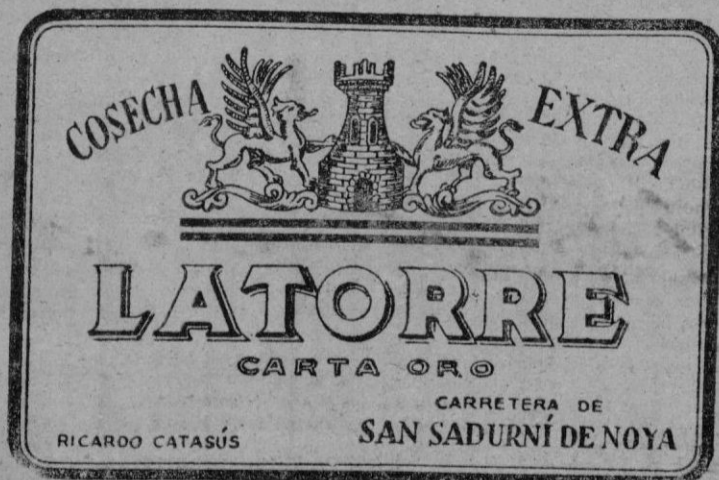 COSECHA EXTRA
LATORRE
CARTA ORO
CARRETERA DE
RICARDO CATASÚS SAN SADURNÍ DE NOYA